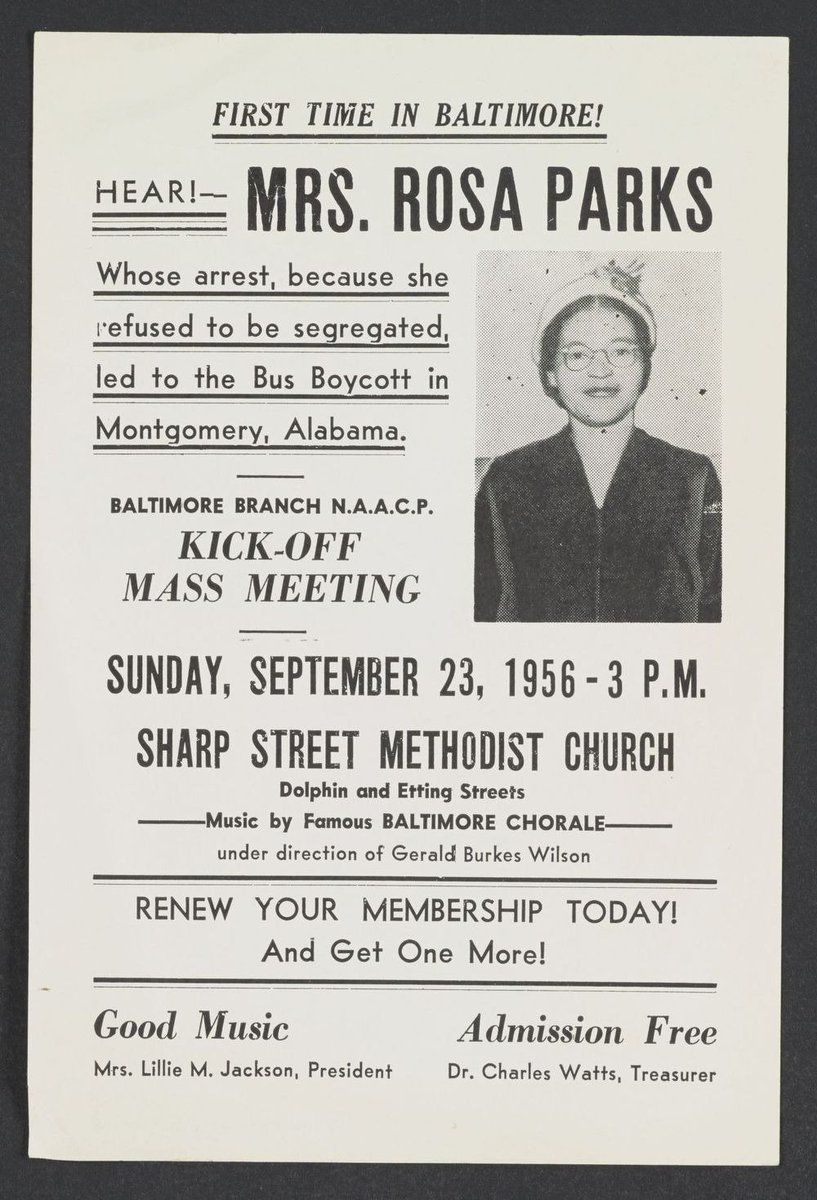 FIRST TIME IN BALTIMORE!
HEAR!— MRS. ROSA PARKS
Whose arrest, because she
refused to be segregated,
led to the Bus Boycott in
Montgomery, Alabama.
BALTIMORE BRANCH N.A.A.C.P.
KICK-OFF
MASS MEETING
SUNDAY, SEPTEMBER 23, 1956 - 3 P.M.
SHARP STREET METHODIST CHURCH
Dolphin and Etting Streets
Music by Famous BALTIMORE CHORALE
under direction of Gerald Burkes Wilson
RENEW YOUR MEMBERSHIP TODAY!
And Get One More!
Good Music Admission Free
Mrs. Lillie M. Jackson, President Dr. Charles Watts, Treasurer